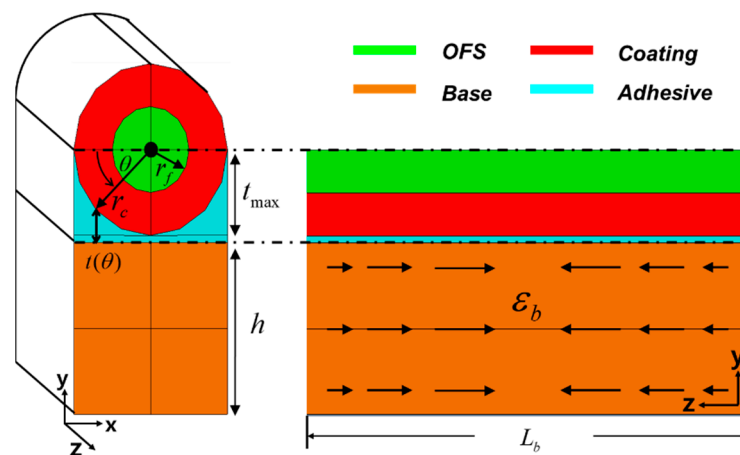 OFS
Coating
Base
Adhesive
θ
r_f
r_c
t_max
t(θ)
h
ε_b
y
x
z
y
z
L_b